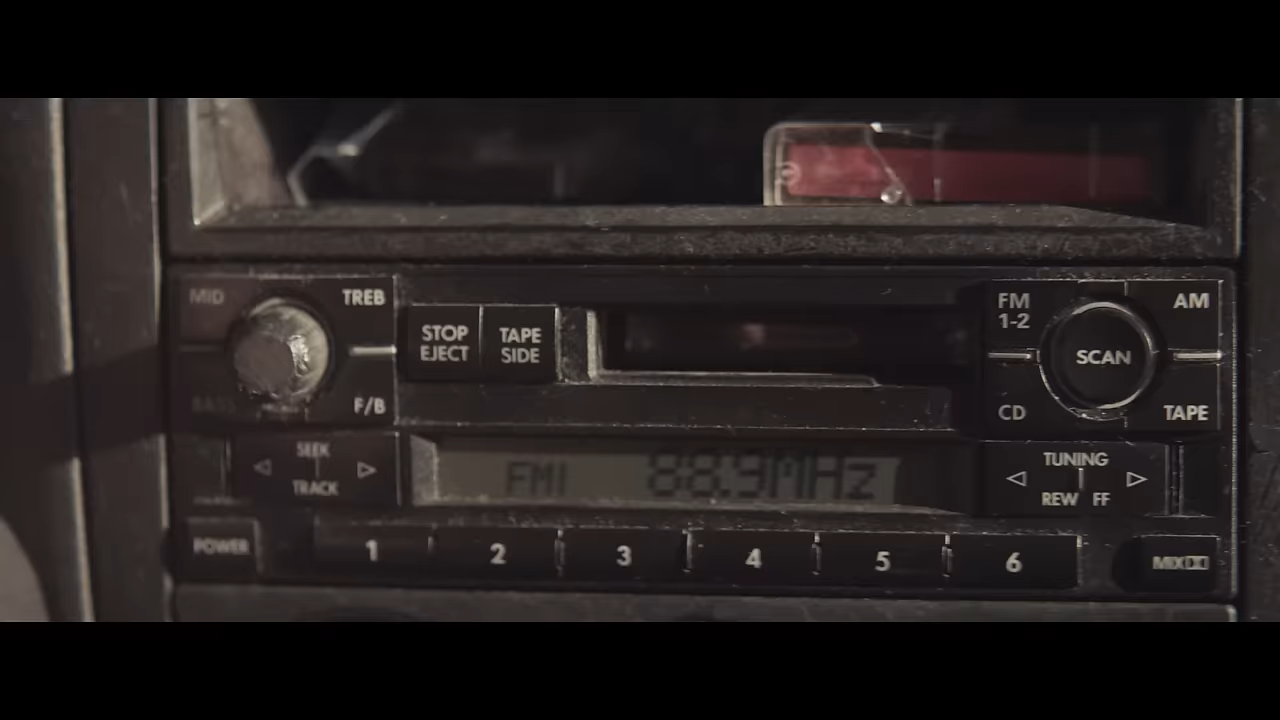 MID
TREB
BASS
F/B
STOP
EJECT
TAPE
SIDE
FM
1-2
AM
SCAN
CD
TAPE
SEEK
TRACK
FM1 88.9MHz
TUNING
REW FF
POWER
1 2 3 4 5 6
MIX